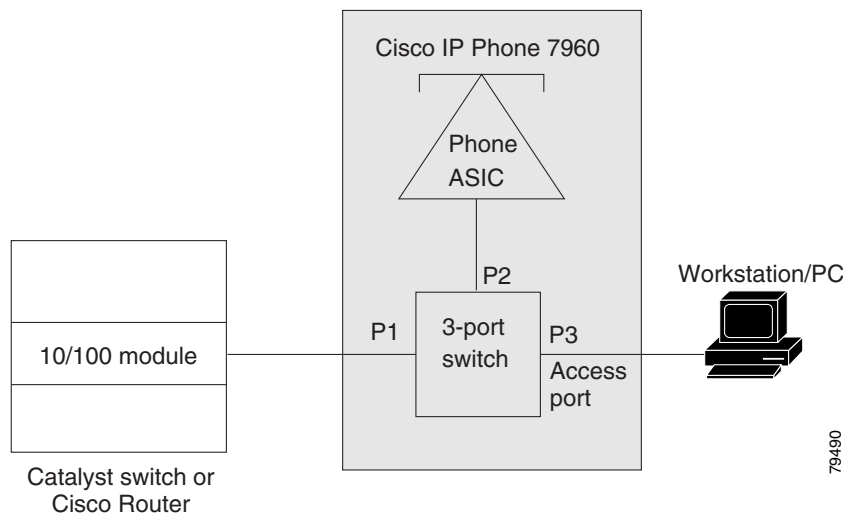 Cisco IP Phone 7960
Phone
ASIC
P2
Workstation/PC
P1
3-port
switch
P3
10/100 module
Access
port
Catalyst switch or
Cisco Router
79490